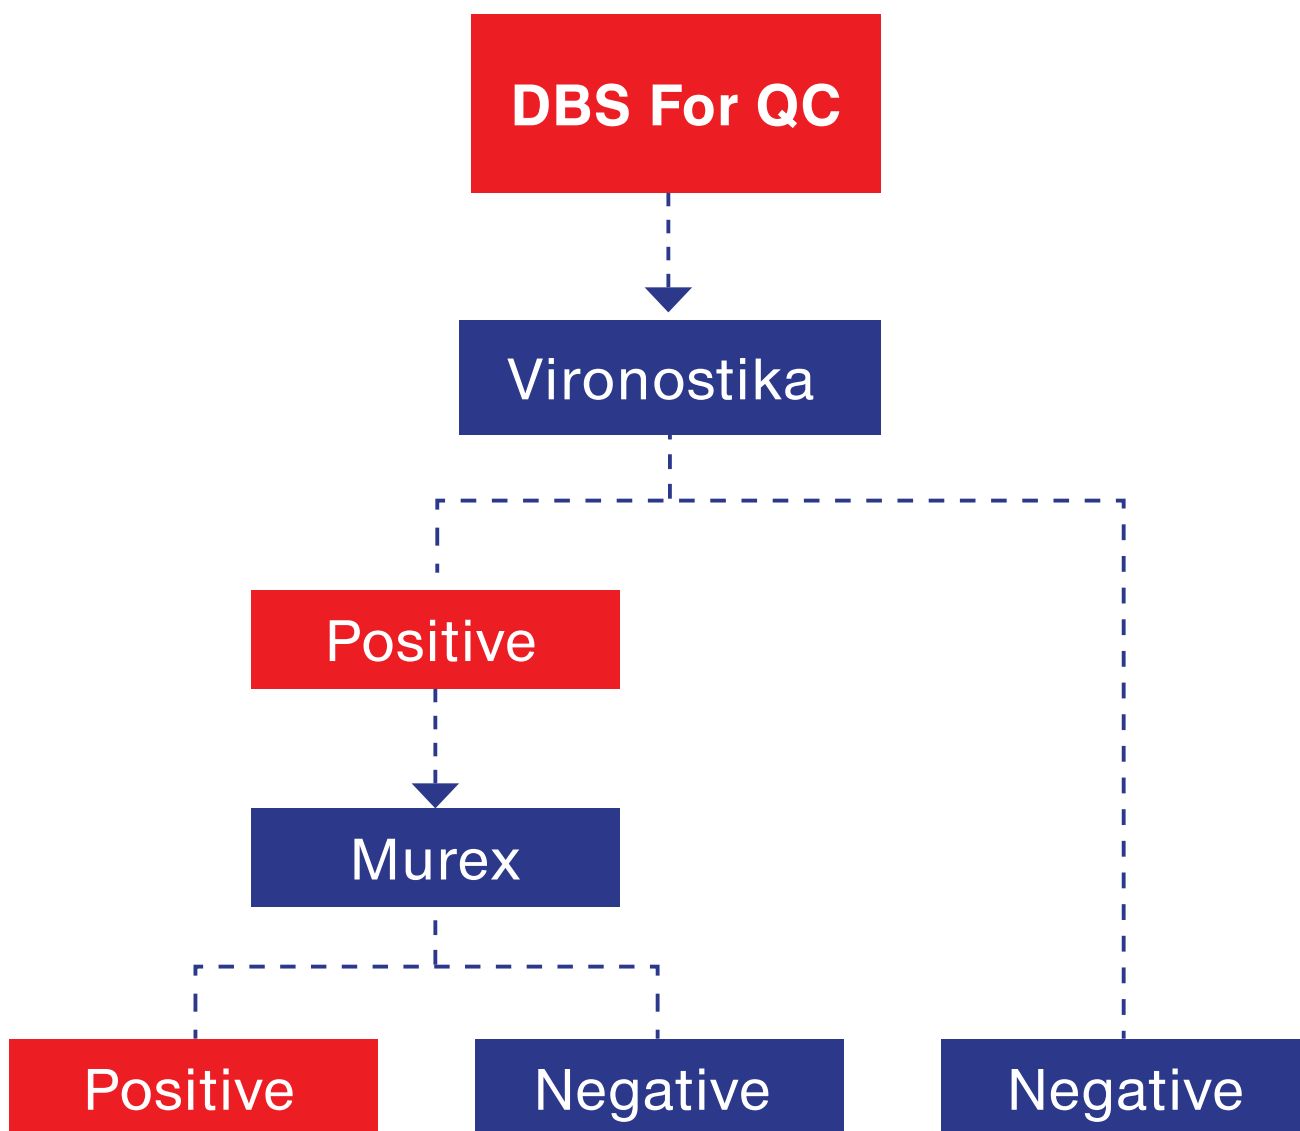 DBS For QC
Vironostika
Positive
Murex
Positive
Negative
Negative